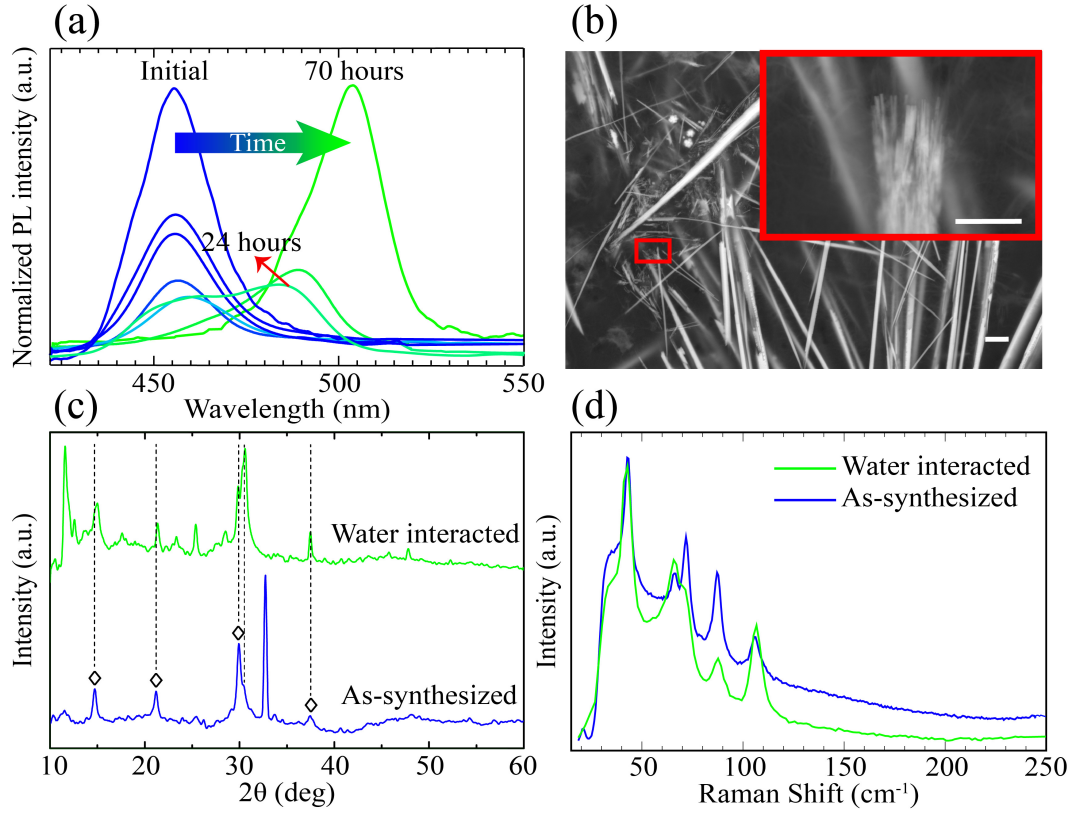 (a)
Normalized PL intensity (a.u.)
Initial
70 hours
Time
24 hours
450
500
550
Wavelength (nm)
(b)
(c)
Intensity (a.u.)
Water interacted
As-synthesized
10
20
30
40
50
60
2θ (deg)
(d)
Intensity (a.u.)
Water interacted
As-synthesized
50
100
150
200
250
Raman Shift (cm⁻¹)